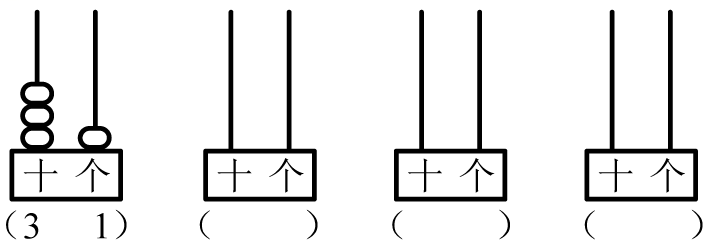 十 个 十 个 十 个 十 个
（3 1） （ ） （ ） （ ）